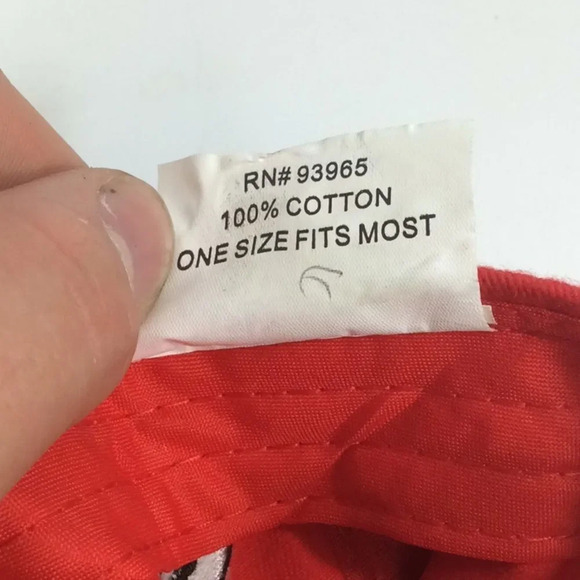 RN# 93965
100% COTTON
ONE SIZE FITS MOST